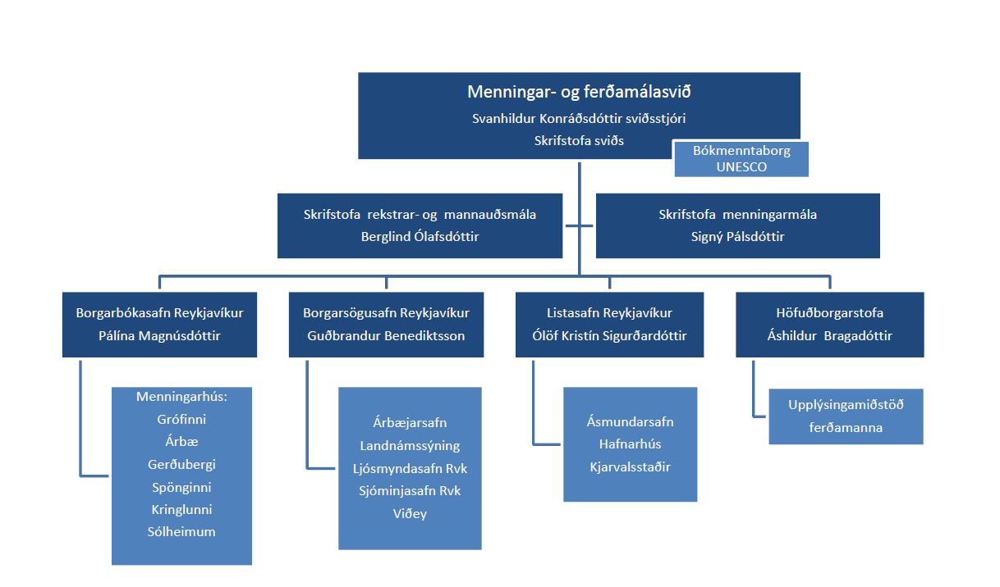 Menningar- og ferðamálasvið
Svanhildur Konráðsdóttir sviðsstjóri
Skrifstofa sviðs
Bókmenntaborg
UNESCO
Skrifstofa rekstrar- og mannauðsmála
Berglind Ólafsdóttir
Skrifstofa menningarmála
Signý Pálsdóttir
Borgarbókasafn Reykjavíkur
Pálína Magnúsdóttir
Borgarsögusafn Reykjavíkur
Guðbrandur Benediktsson
Listasafn Reykjavíkur
Ólöf Kristín Sigurðardóttir
Höfuðborgarstofa
Áshildur Bragadóttir
Menningarhús:
Grófinni
Árbæ
Gerðubergi
Spönginni
Kringlunni
Sólheimum
Árbæjarsafn
Landnámssýning
Ljósmyndasafn Rvk
Sjóminjasafn Rvk
Viðey
Ásmundarsafn
Hafnarhús
Kjarvalsstaðir
Upplýsingamiðstöð
ferðamanna